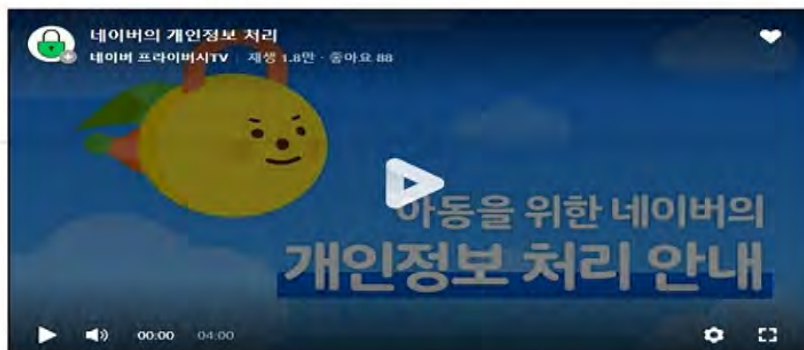 네이버의 개인정보 처리
네이버 프라이버시TV 재생 1.8만 · 좋아요 88
아동을 위한 네이버의
개인정보 처리 안내
00:00 04:00